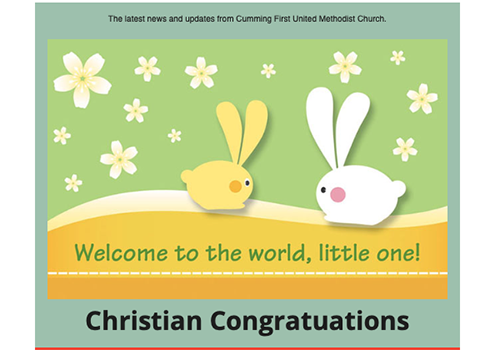 The latest news and updates from Cumming First United Methodist Church.
Welcome to the world, little one!
Christian Congratuations